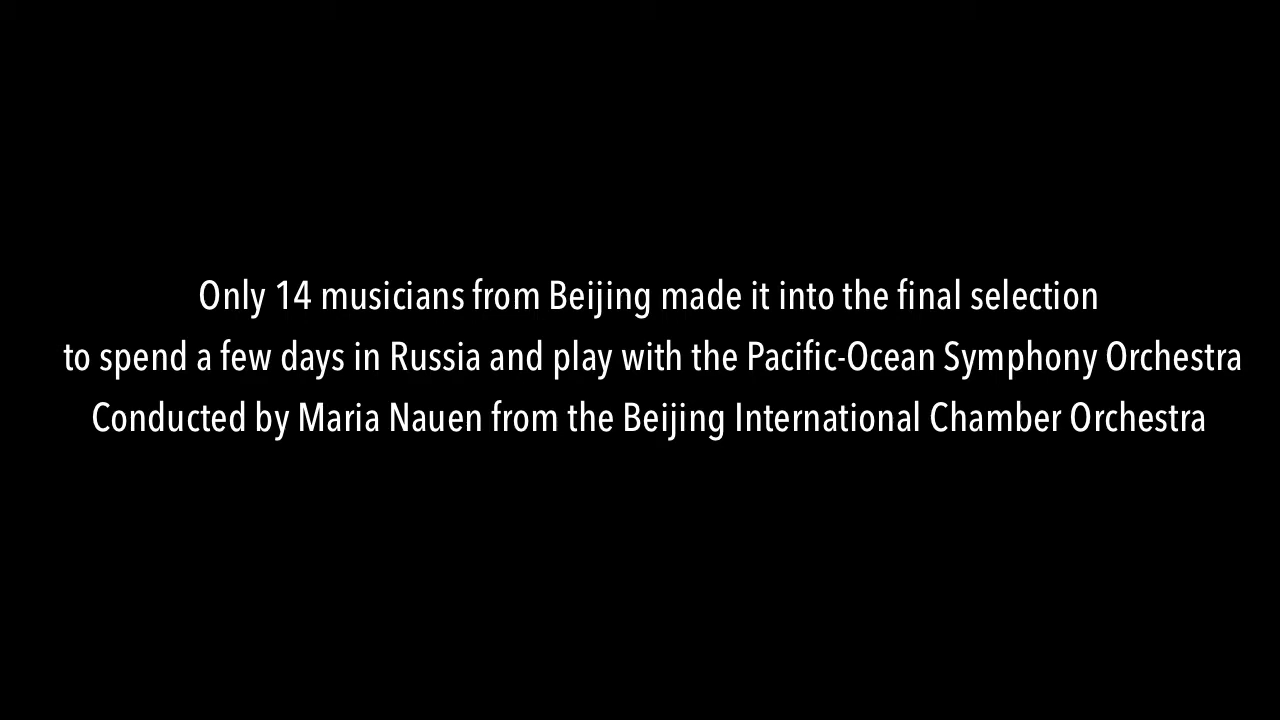 Only 14 musicians from Beijing made it into the final selection
to spend a few days in Russia and play with the Pacific-Ocean Symphony Orchestra
Conducted by Maria Nauen from the Beijing International Chamber Orchestra